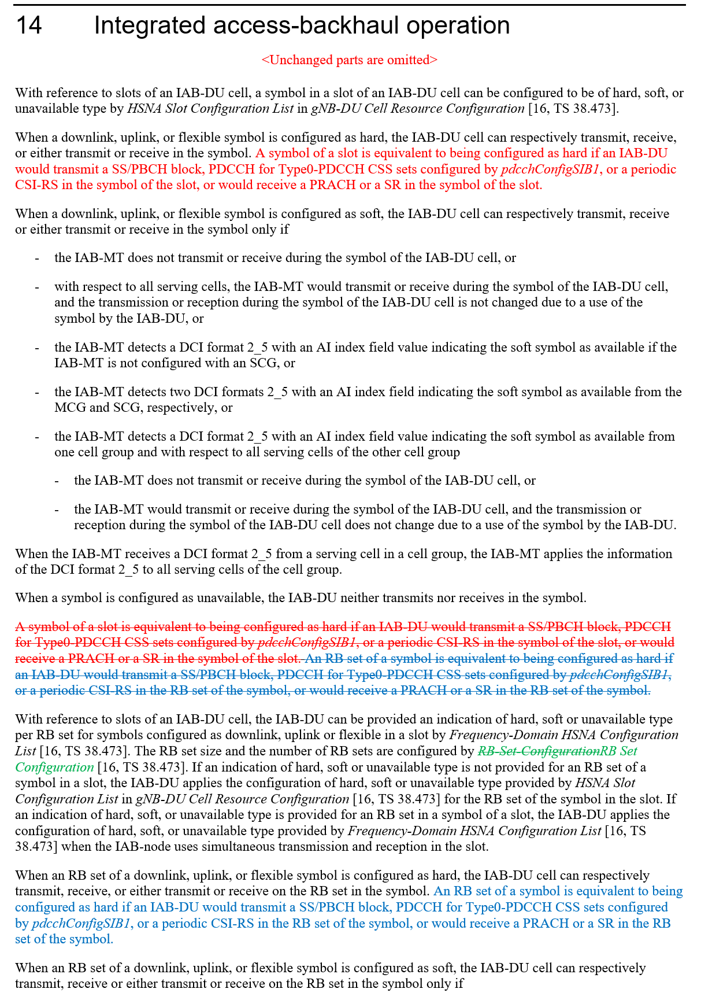 14 Integrated access-backhaul operation
<Unchanged parts are omitted>
With reference to slots of an IAB-DU cell, a symbol in a slot of an IAB-DU cell can be configured to be of hard, soft, or
unavailable type by HSNA Slot Configuration List in gNB-DU Cell Resource Configuration [16, TS 38.473].
When a downlink, uplink, or flexible symbol is configured as hard, the IAB-DU cell can respectively transmit, receive,
or either transmit or receive in the symbol. A symbol of a slot is equivalent to being configured as hard if an IAB-DU
would transmit a SS/PBCH block, PDCCH for Type0-PDCCH CSS sets configured by pdcchConfigSIB1, or a periodic
CSI-RS in the symbol of the slot, or would receive a PRACH or a SR in the symbol of the slot.
When a downlink, uplink, or flexible symbol is configured as soft, the IAB-DU cell can respectively transmit, receive
or either transmit or receive in the symbol only if
- the IAB-MT does not transmit or receive during the symbol of the IAB-DU cell, or
- with respect to all serving cells, the IAB-MT would transmit or receive during the symbol of the IAB-DU cell,
and the transmission or reception during the symbol of the IAB-DU cell is not changed due to a use of the
symbol by the IAB-DU, or
- the IAB-MT detects a DCI format 2_5 with an AI index field value indicating the soft symbol as available if the
IAB-MT is not configured with an SCG, or
- the IAB-MT detects two DCI formats 2_5 with an AI index field indicating the soft symbol as available from the
MCG and SCG, respectively, or
- the IAB-MT detects a DCI format 2_5 with an AI index field value indicating the soft symbol as available from
one cell group and with respect to all serving cells of the other cell group
- the IAB-MT does not transmit or receive during the symbol of the IAB-DU cell, or
- the IAB-MT would transmit or receive during the symbol of the IAB-DU cell, and the transmission or
reception during the symbol of the IAB-DU cell does not change due to a use of the symbol by the IAB-DU.
When the IAB-MT receives a DCI format 2_5 from a serving cell in a cell group, the IAB-MT applies the information
of the DCI format 2_5 to all serving cells of the cell group.
When a symbol is configured as unavailable, the IAB-DU neither transmits nor receives in the symbol.
A symbol of a slot is equivalent to being configured as hard if an IAB-DU would transmit a SS/PBCH block, PDCCH
for Type0-PDCCH CSS sets configured by pdcchConfigSIB1, or a periodic CSI-RS in the symbol of the slot, or would
receive a PRACH or a SR in the symbol of the slot. An RB set of a symbol is equivalent to being configured as hard if
an IAB-DU would transmit a SS/PBCH block, PDCCH for Type0-PDCCH CSS sets configured by pdcchConfigSIB1,
or a periodic CSI-RS in the RB set of the symbol, or would receive a PRACH or a SR in the RB set of the symbol.
With reference to slots of an IAB-DU cell, the IAB-DU can be provided an indication of hard, soft or unavailable type
per RB set for symbols configured as downlink, uplink or flexible in a slot by Frequency-Domain HSNA Configuration
List [16, TS 38.473]. The RB set size and the number of RB sets are configured by RB-Set-ConfigurationRB Set
Configuration [16, TS 38.473]. If an indication of hard, soft or unavailable type is not provided for an RB set of a
symbol in a slot, the IAB-DU applies the configuration of hard, soft or unavailable type provided by HSNA Slot
Configuration List in gNB-DU Cell Resource Configuration [16, TS 38.473] for the RB set of the symbol in the slot. If
an indication of hard, soft, or unavailable type is provided for an RB set in a symbol of a slot, the IAB-DU applies the
configuration of hard, soft, or unavailable type provided by Frequency-Domain HSNA Configuration List [16, TS
38.473] when the IAB-node uses simultaneous transmission and reception in the slot.
When an RB set of a downlink, uplink, or flexible symbol is configured as hard, the IAB-DU cell can respectively
transmit, receive, or either transmit or receive on the RB set in the symbol. An RB set of a symbol is equivalent to being
configured as hard if an IAB-DU would transmit a SS/PBCH block, PDCCH for Type0-PDCCH CSS sets configured
by pdcchConfigSIB1, or a periodic CSI-RS in the RB set of the symbol, or would receive a PRACH or a SR in the RB
set of the symbol.
When an RB set of a downlink, uplink, or flexible symbol is configured as soft, the IAB-DU cell can respectively
transmit, receive or either transmit or receive on the RB set in the symbol only if